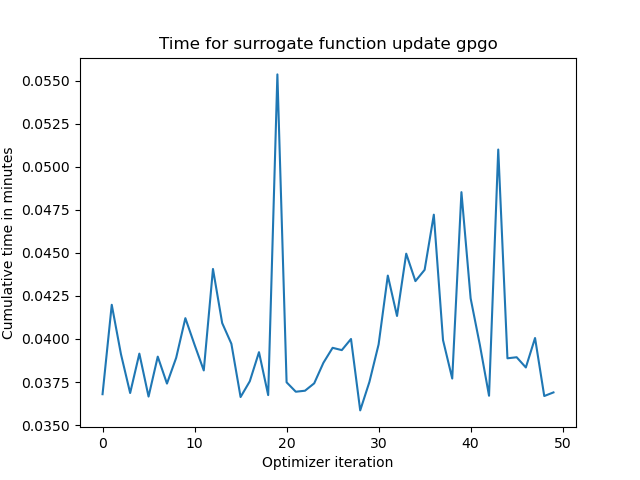 Time for surrogate function update gpgo
Cumulative time in minutes
0.0550
0.0525
0.0500
0.0475
0.0450
0.0425
0.0400
0.0375
0.0350
0 10 20 30 40 50
Optimizer iteration